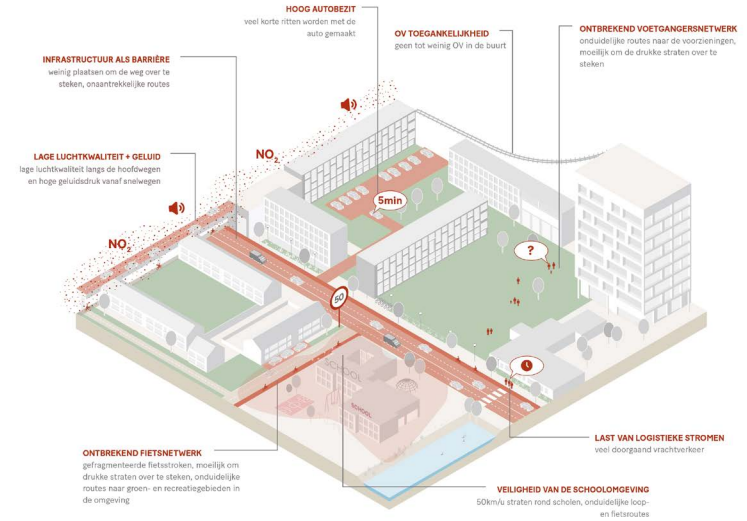 HOOG AUTOBEZIT
veel korte ritten worden met de
auto gemaakt
OV TOEGANKELIJKHEID
geen tot weinig OV in de buurt
ONTBREKEND VOETGANGERSNETWERK
onduidelijke routes naar de voorzieningen,
moeilijk om de drukke straten over te
steken
INFRASTRUCTUUR ALS BARRIÈRE
weinig plaatsen om de weg over te
steken, onaantrekkelijke routes
LAGE LUCHTKWALITEIT + GELUID
lage luchtkwaliteit langs de hoofdwegen
en hoge geluidsdruk vanaf snelwegen
NO2
5min
NO2
?
50
SCHOOL
SCHOOL
ONTBREKEND FIETSNETWERK
gefragmenteerde fietsstroken, moeilijk om
drukke straten over te steken, onduidelijke
routes naar groen- en recreatiegebieden in
de omgeving
LAST VAN LOGISTIEKE STROMEN
veel doorgaand vrachtverkeer
VEILIGHEID VAN DE SCHOOLOMGEVING
50km/u straten rond scholen, onduidelijke loop-
en fietsroutes